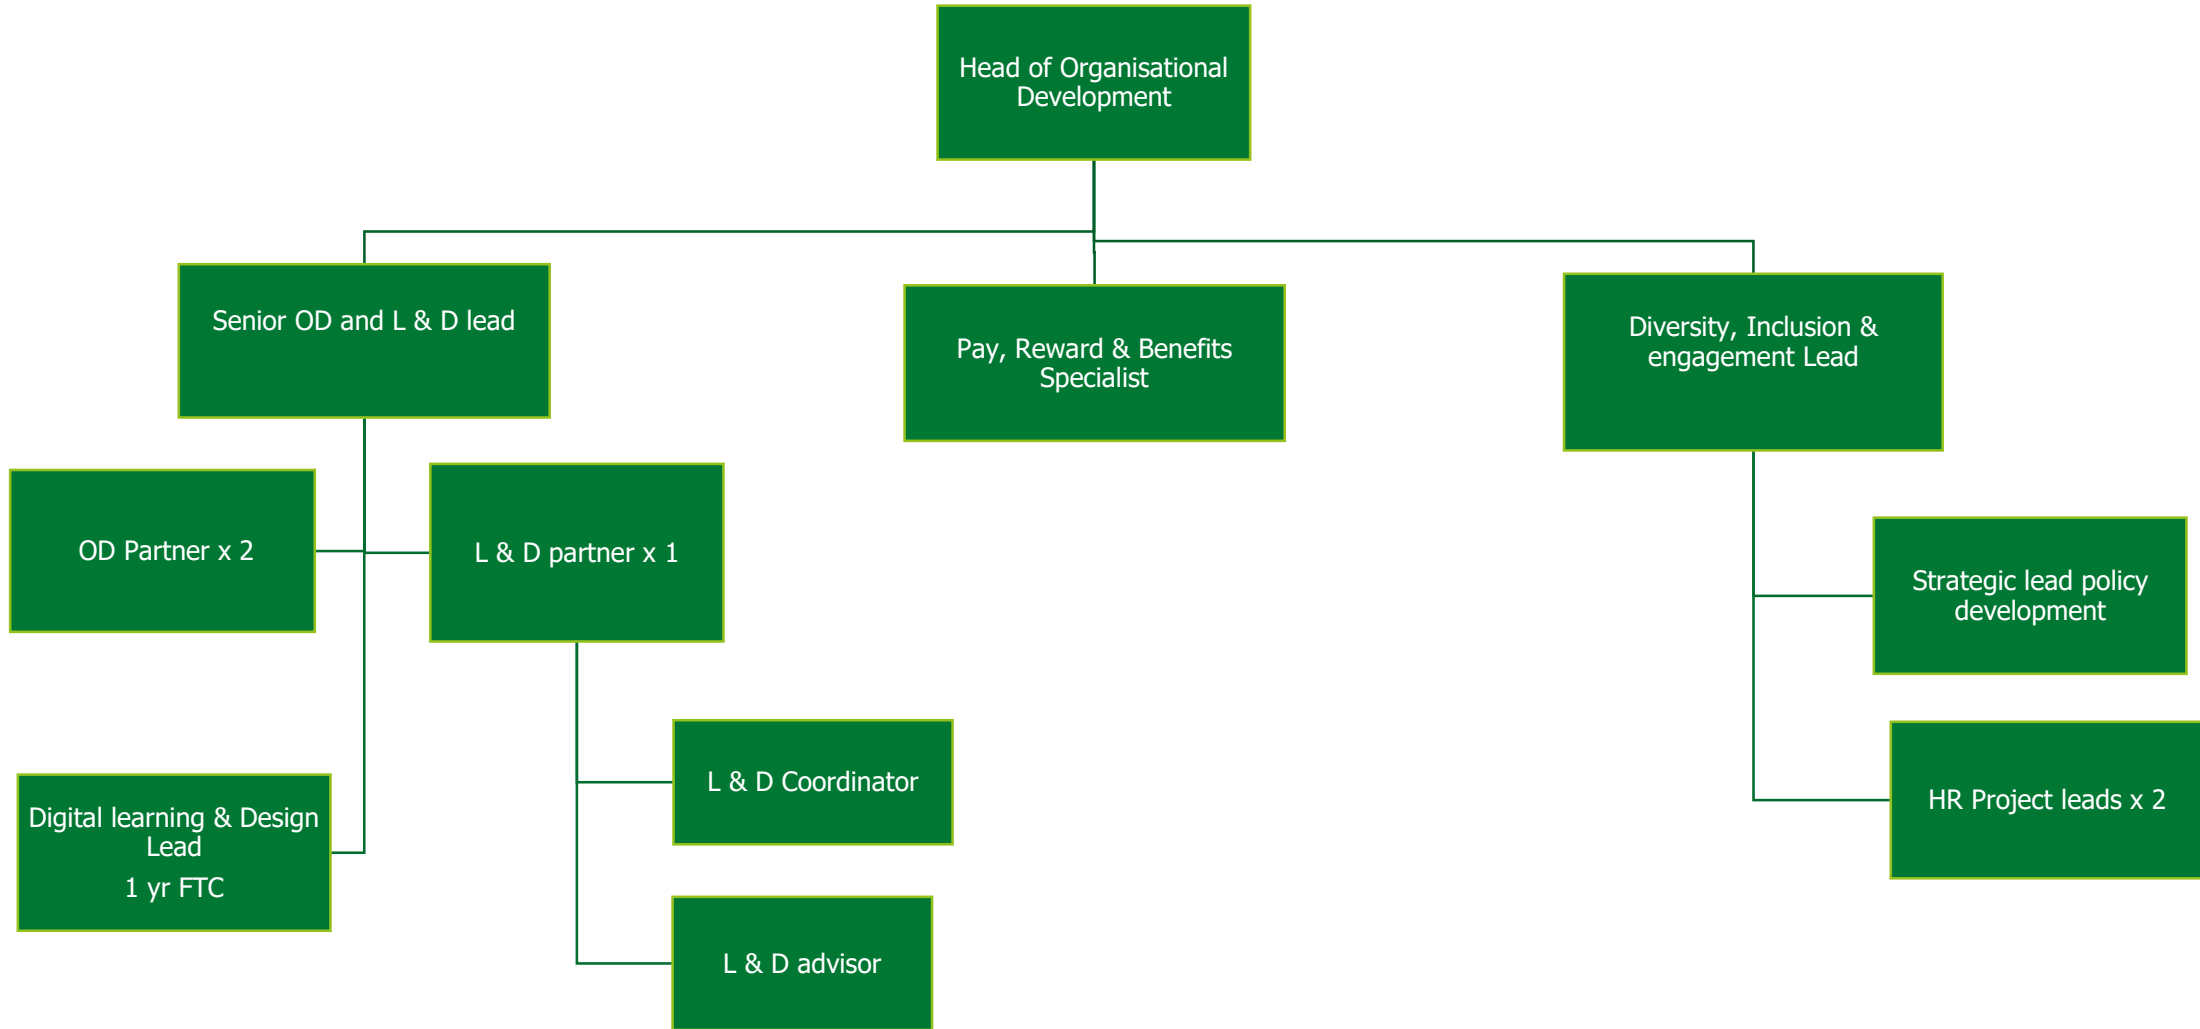 Head of Organisational
Development
Senior OD and L & D lead
Pay, Reward & Benefits
Specialist
Diversity, Inclusion &
engagement Lead
OD Partner x 2
L & D partner x 1
Strategic lead policy
development
Digital learning & Design
Lead
1 yr FTC
L & D Coordinator
HR Project leads x 2
L & D advisor